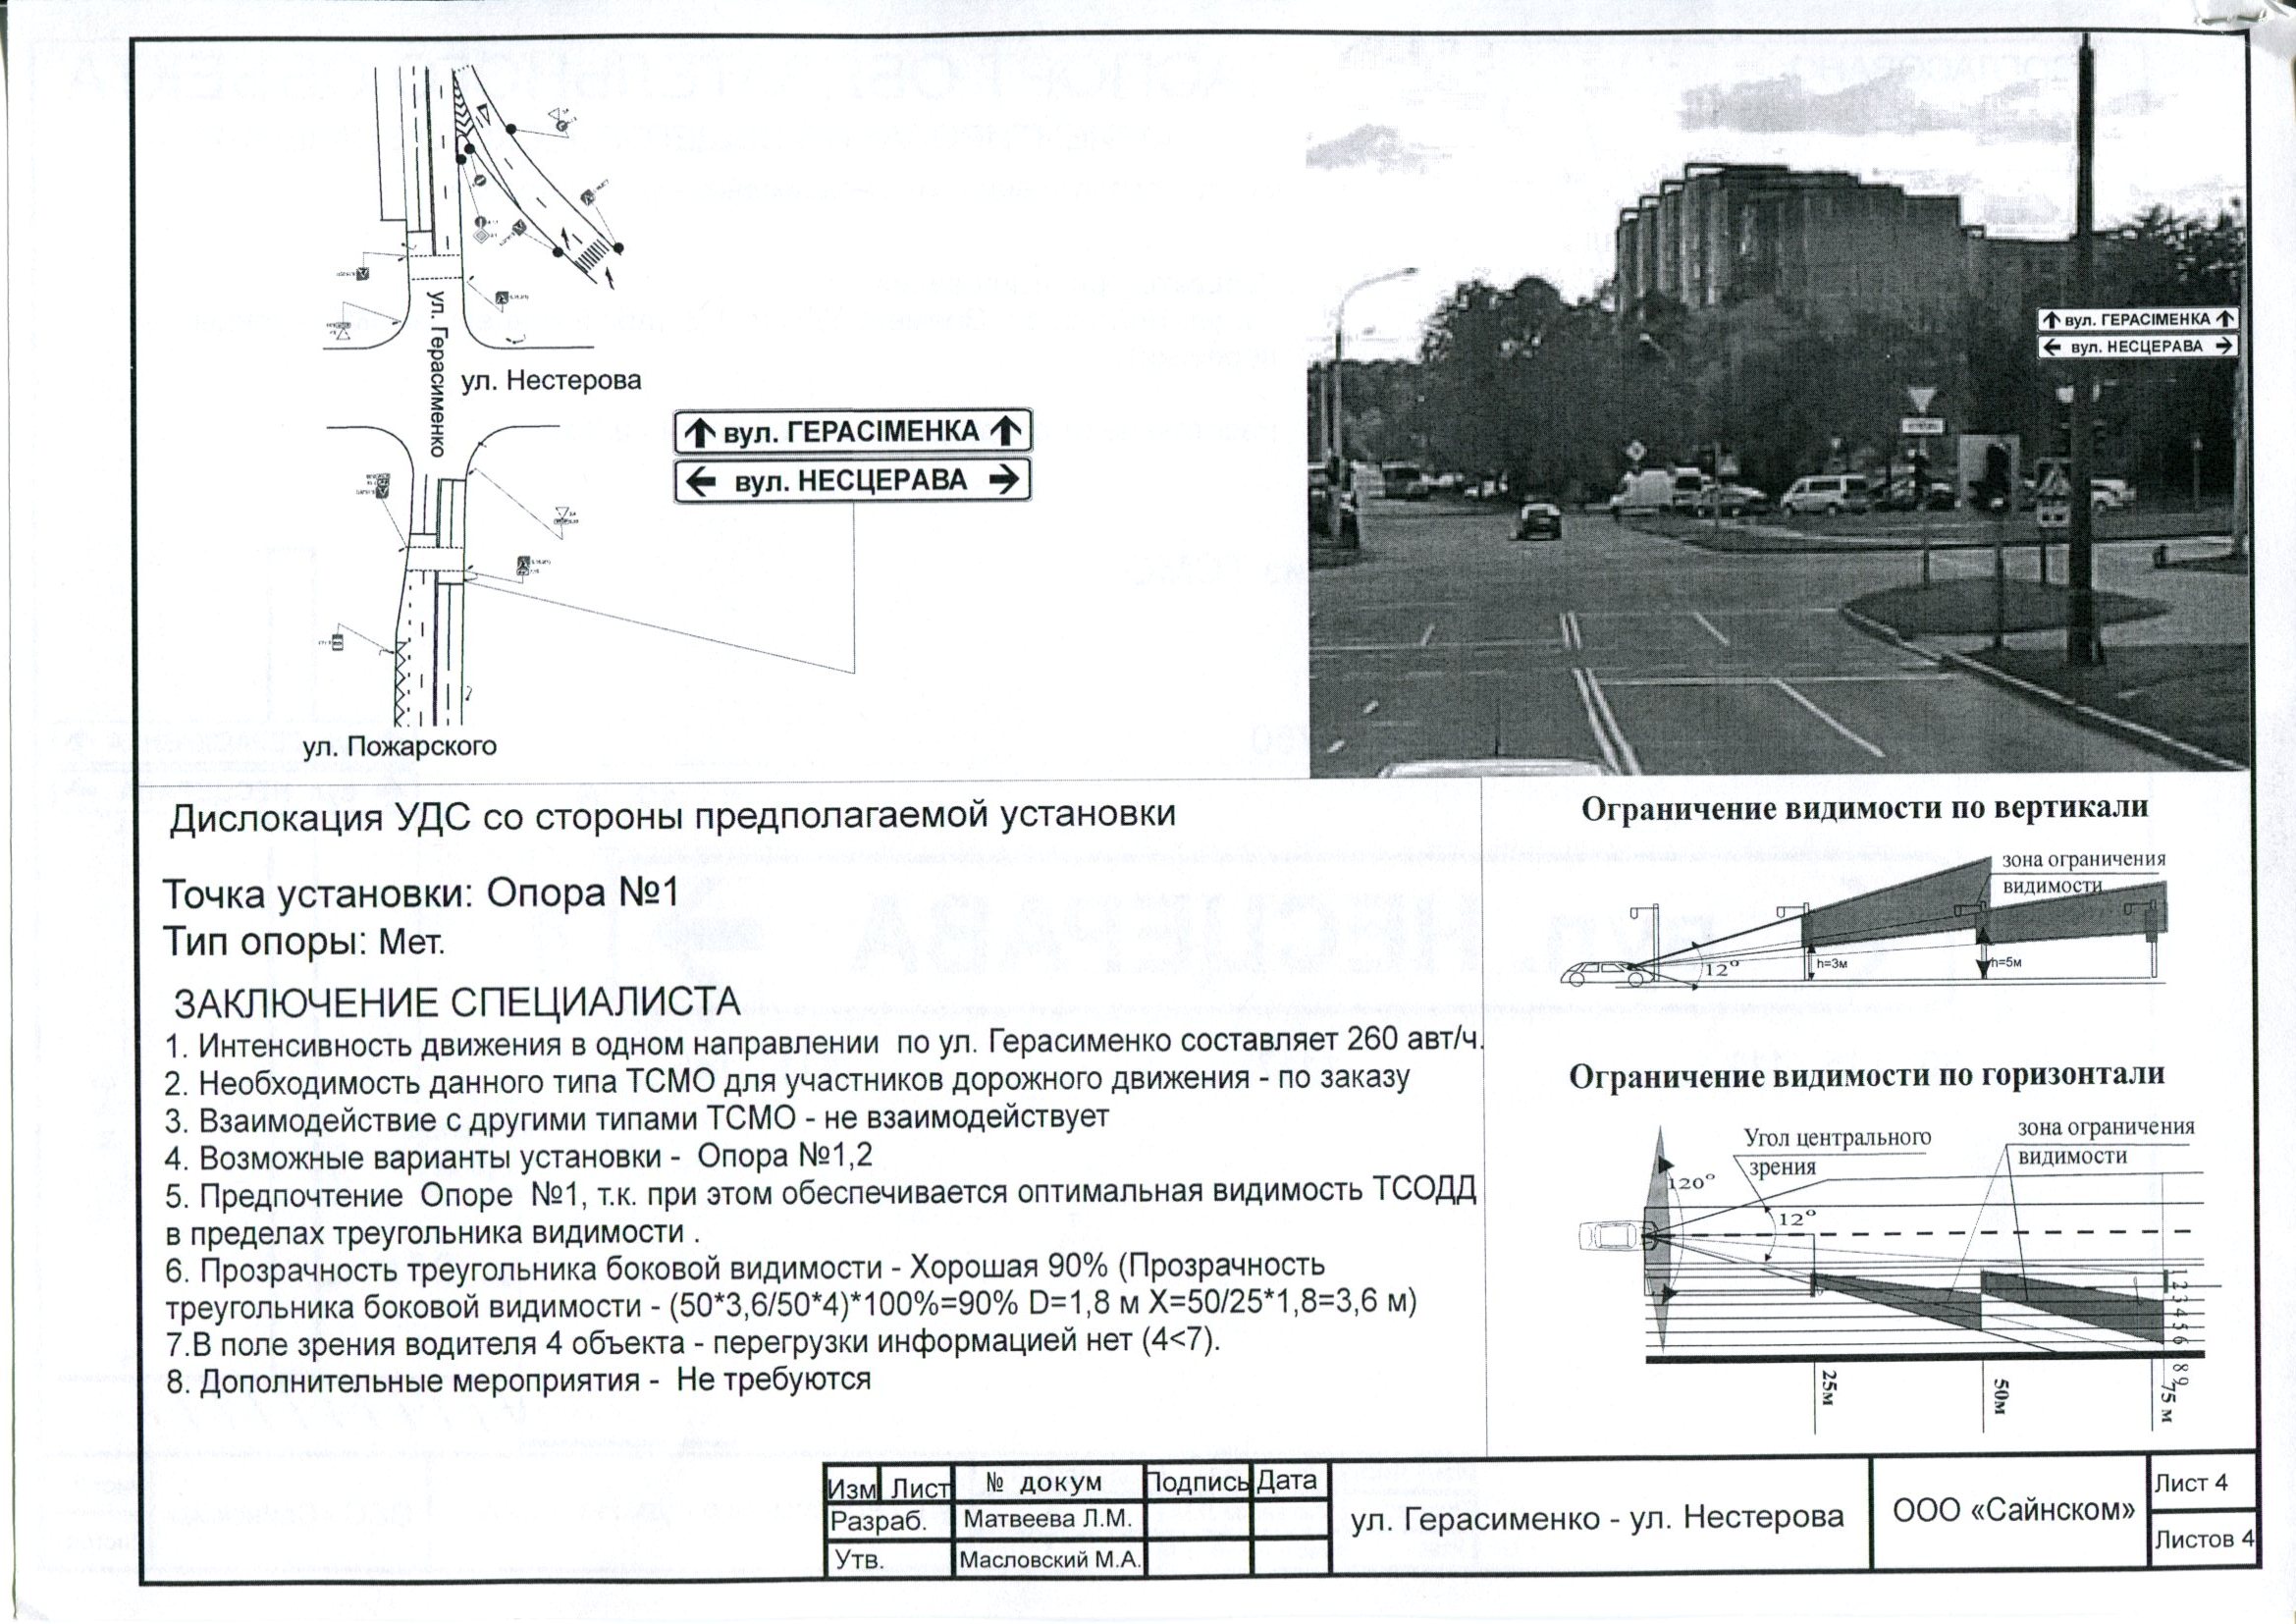 ул. Герасименко
ул. Нестерова
вул. ГЕРАСІМЕНКА
вул. НЕСЦЕРАВА
ул. Пожарского
вул. ГЕРАСІМЕНКА
вул. НЕСЦЕРАВА
Дислокация УДС со стороны предполагаемой установки
Точка установки: Опора №1
Тип опоры: Мет.
ЗАКЛЮЧЕНИЕ СПЕЦИАЛИСТА
1. Интенсивность движения в одном направлении по ул. Герасименко составляет 260 авт/ч.
2. Необходимость данного типа ТСМО для участников дорожного движения - по заказу
3. Взаимодействие с другими типами ТСМО - не взаимодействует
4. Возможные варианты установки - Опора №1,2
5. Предпочтение Опоре №1, т.к. при этом обеспечивается оптимальная видимость ТСОДД
в пределах треугольника видимости .
6. Прозрачность треугольника боковой видимости - Хорошая 90% (Прозрачность
треугольника боковой видимости - (50*3,6/50*4)*100%=90% D=1,8 м X=50/25*1,8=3,6 м)
7.В поле зрения водителя 4 объекта - перегрузки информацией нет (4<7).
8. Дополнительные мероприятия - Не требуются
Ограничение видимости по вертикали
зона ограничения
видимости
12°
h=3м
h=5м
Ограничение видимости по горизонтали
Угол центрального
зрения
зона ограничения
видимости
120°
12°
1 2 3 4 5 6 8 9
25м
50м
75 м
Изм Лист № докум Подпись Дата
Разраб. Матвеева Л.М.
Утв. Масловский М.А.
ул. Герасименко - ул. Нестерова
ООО «Сайнском»
Лист 4
Листов 4